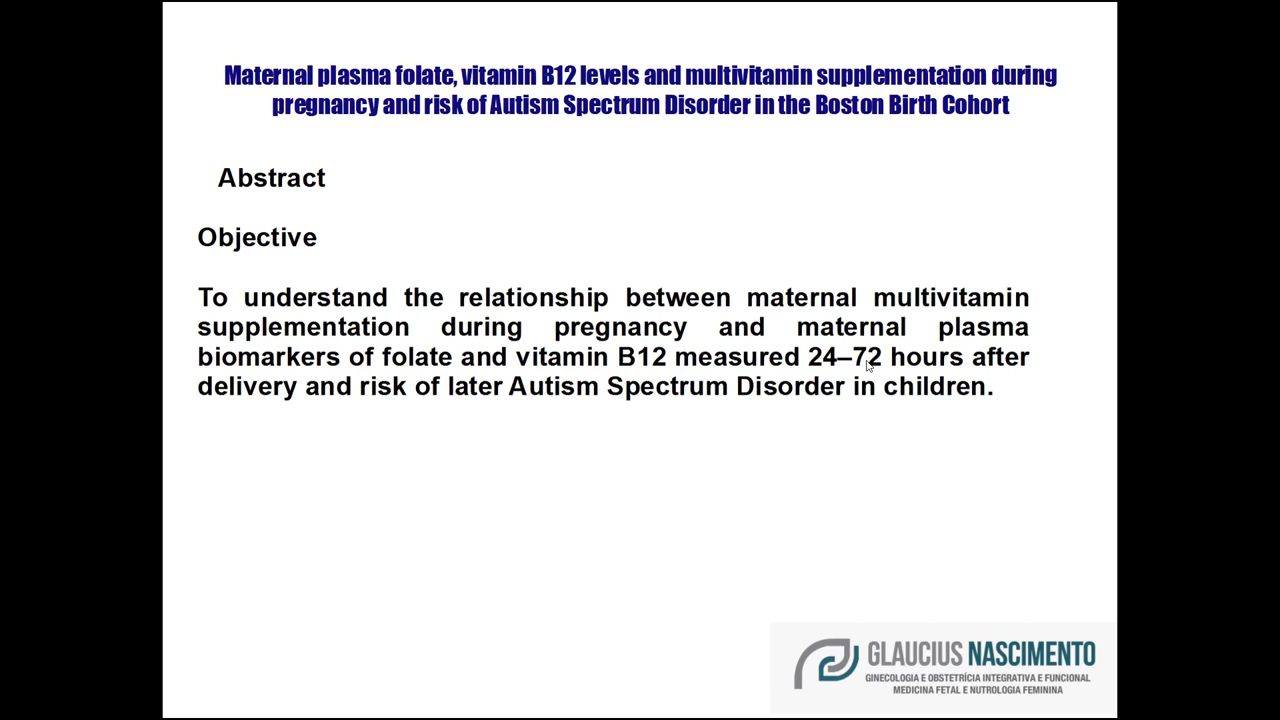 Maternal plasma folate, vitamin B12 levels and multivitamin supplementation during
pregnancy and risk of Autism Spectrum Disorder in the Boston Birth Cohort
Abstract
Objective
To understand the relationship between maternal multivitamin
supplementation during pregnancy and maternal plasma
biomarkers of folate and vitamin B12 measured 24–72 hours after
delivery and risk of later Autism Spectrum Disorder in children.
GLAUCIUS NASCIMENTO
GINECOLOGIA E OBSTETRÍCIA INTEGRATIVA E FUNCIONAL
MEDICINA FETAL E NUTROLOGIA FEMININA